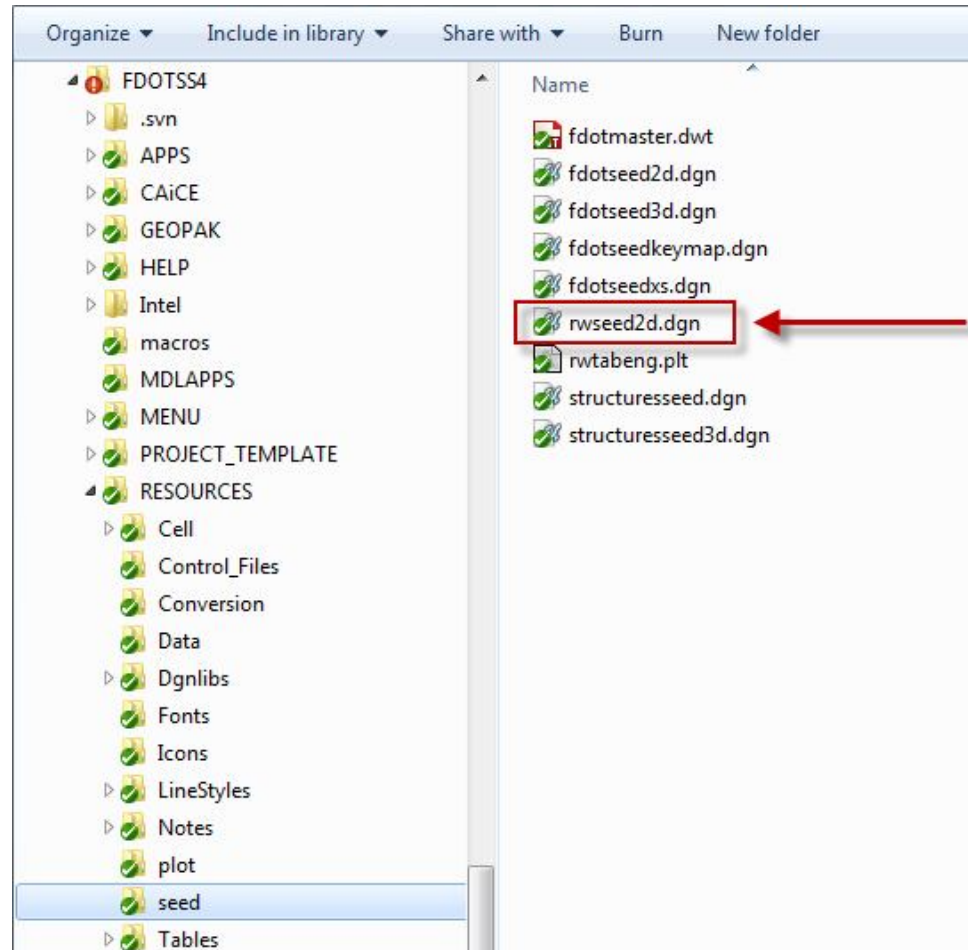 Organize Include in library Share with Burn New folder
FDOTSS4
.svn
APPS
CAiCE
GEOPAK
HELP
Intel
macros
MDLAPPS
MENU
PROJECT_TEMPLATE
RESOURCES
Cell
Control_Files
Conversion
Data
Dgnlibs
Fonts
Icons
LineStyles
Notes
plot
seed
Tables
Name
fdotmaster.dwt
fdotseed2d.dgn
fdotseed3d.dgn
fdotseedkeymap.dgn
fdotseedxs.dgn
rwseed2d.dgn
rwtabeng.plt
structuresseed.dgn
structuresseed3d.dgn